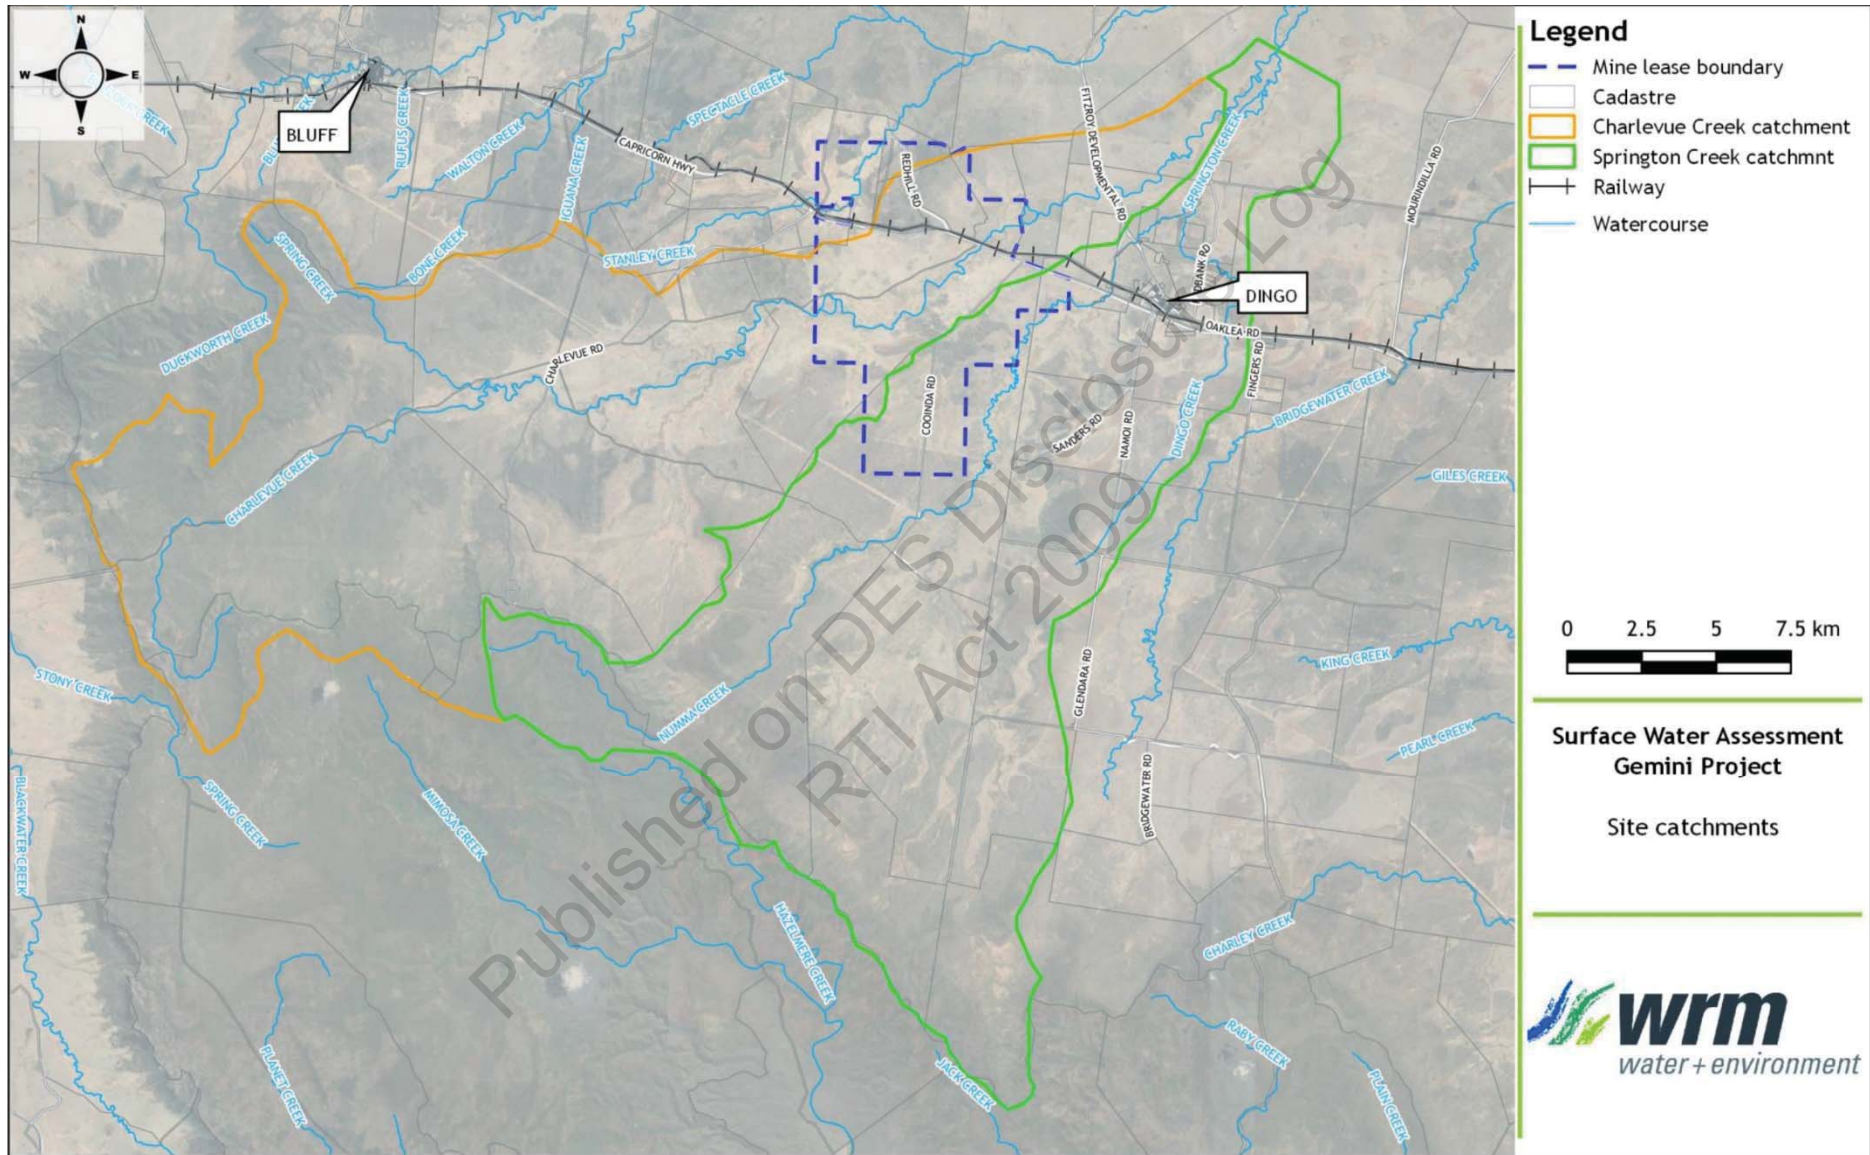 N
W
E
S
BLUFF
RUFUS CREEK
WALTON CREEK
IGUANA CREEK
SPECTACLE CREEK
CAPRICORN HWY
REDHILL RD
FITZROY DEVELOPMENTAL RD
SPRINGTON CREEK
MOURINDILLA RD
SPRING CREEK
BONE CREEK
STANLEY CREEK
DINGO
OAKLEA RD
FINGERS RD
DUCKWORTH CREEK
CHARLEVUE RD
COOINDA RD
SANDERS RD
NAMOI RD
DINGO CREEK
BRIDGEWATER CREEK
CHARLEVUE CREEK
GILES CREEK
STONY CREEK
NUMMA CREEK
GLENDARA RD
KING CREEK
PEARL CREEK
BRIDGEWATER RD
BLACKWATER CREEK
SPRING CREEK
MIMOSA CREEK
HAZELMERE CREEK
CHARLEY CREEK
PLANET CREEK
JACK CREEK
RABY CREEK
PLAIN CREEK
Published on DES Disclosure Log
RTI Act 2009
Legend
Mine lease boundary
Cadastre
Charlevue Creek catchment
Springton Creek catchmnt
Railway
Watercourse
0 2.5 5 7.5 km
Surface Water Assessment
Gemini Project
Site catchments
wrm
water + environment